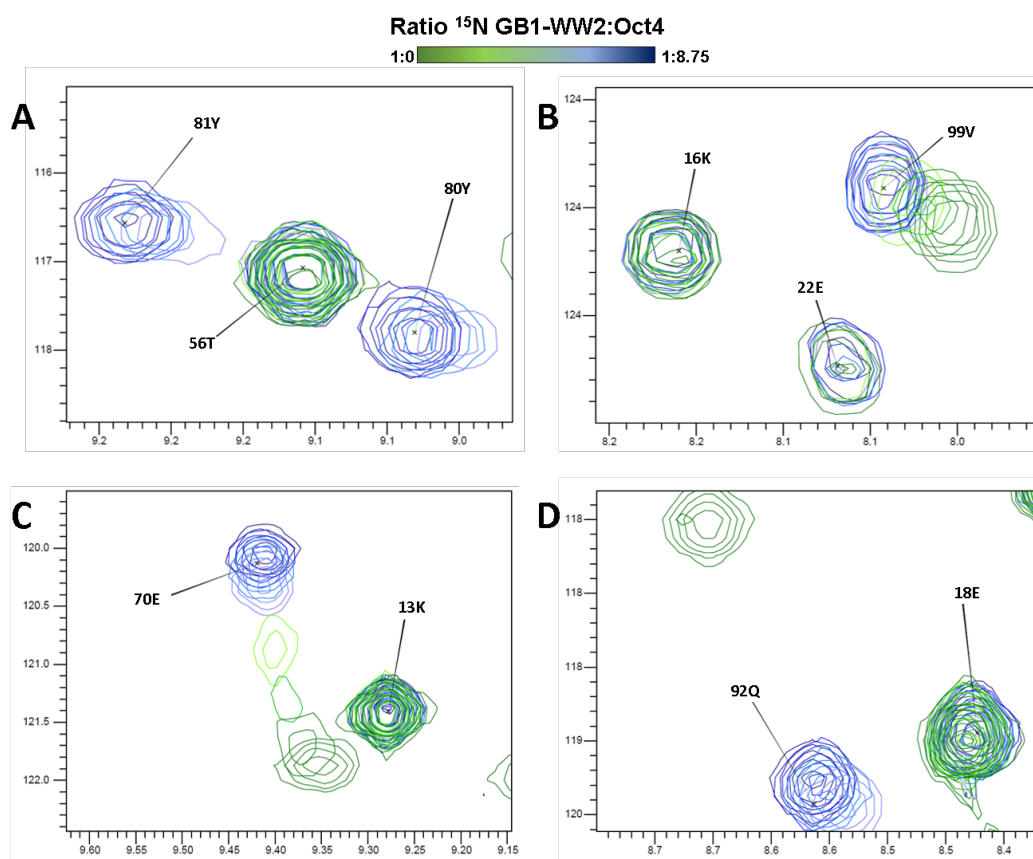 Ratio ¹⁵N GB1-WW2:Oct4
1:0 1:8.75
A
81Y
80Y
56T
116
117
118
9.2 9.2 9.2 9.1 9.1 9.0
B
99V
16K
22E
124
124
124
8.2 8.2 8.1 8.1 8.0
C
70E
13K
120.0
120.5
121.0
121.5
122.0
9.60 9.55 9.50 9.45 9.40 9.35 9.30 9.25 9.20 9.15
D
18E
92Q
118
118
118
119
120
8.7 8.6 8.6 8.5 8.5 8.4